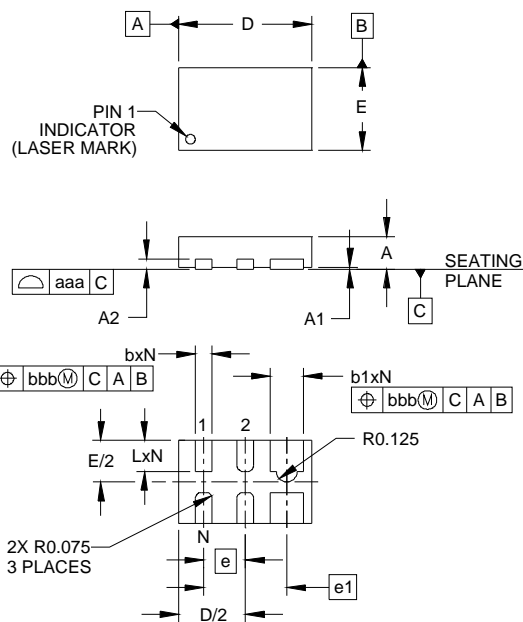 A
D
B
E
PIN 1
INDICATOR
(LASER MARK)
A
SEATING
PLANE
⌓ aaa C
A2
A1
C
bxN
⌖ bbbⓂ C A B
b1xN
⌖ bbbⓂ C A B
1
2
R0.125
E/2
LxN
2X R0.075
3 PLACES
N
e
e1
D/2